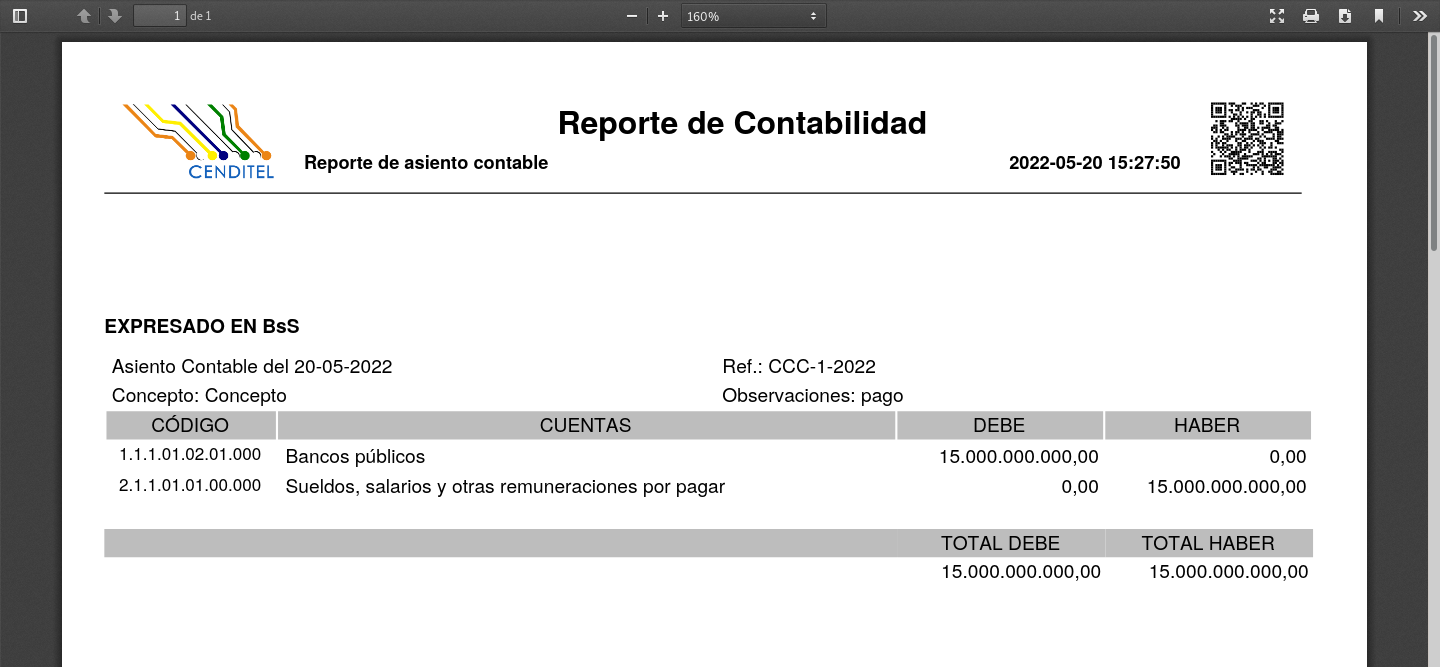 1 de 1 160%
Reporte de Contabilidad
CENDITEL Reporte de asiento contable 2022-05-20 15:27:50
EXPRESADO EN BsS
Asiento Contable del 20-05-2022 Ref.: CCC-1-2022
Concepto: Concepto Observaciones: pago
CÓDIGO CUENTAS DEBE HABER
1.1.1.01.02.01.000 Bancos públicos 15.000.000.000,00 0,00
2.1.1.01.01.00.000 Sueldos, salarios y otras remuneraciones por pagar 0,00 15.000.000.000,00
TOTAL DEBE TOTAL HABER
15.000.000.000,00 15.000.000.000,00